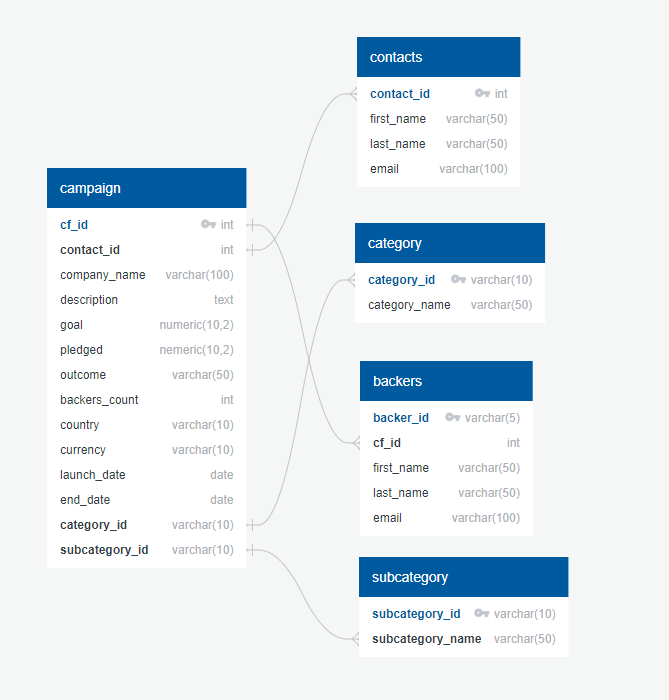 campaign
cf_id int
contact_id int
company_name varchar(100)
description text
goal numeric(10,2)
pledged nemeric(10,2)
outcome varchar(50)
backers_count int
country varchar(10)
currency varchar(10)
launch_date date
end_date date
category_id varchar(10)
subcategory_id varchar(10)
contacts
contact_id int
first_name varchar(50)
last_name varchar(50)
email varchar(100)
category
category_id varchar(10)
category_name varchar(50)
backers
backer_id varchar(5)
cf_id int
first_name varchar(50)
last_name varchar(50)
email varchar(100)
subcategory
subcategory_id varchar(10)
subcategory_name varchar(50)